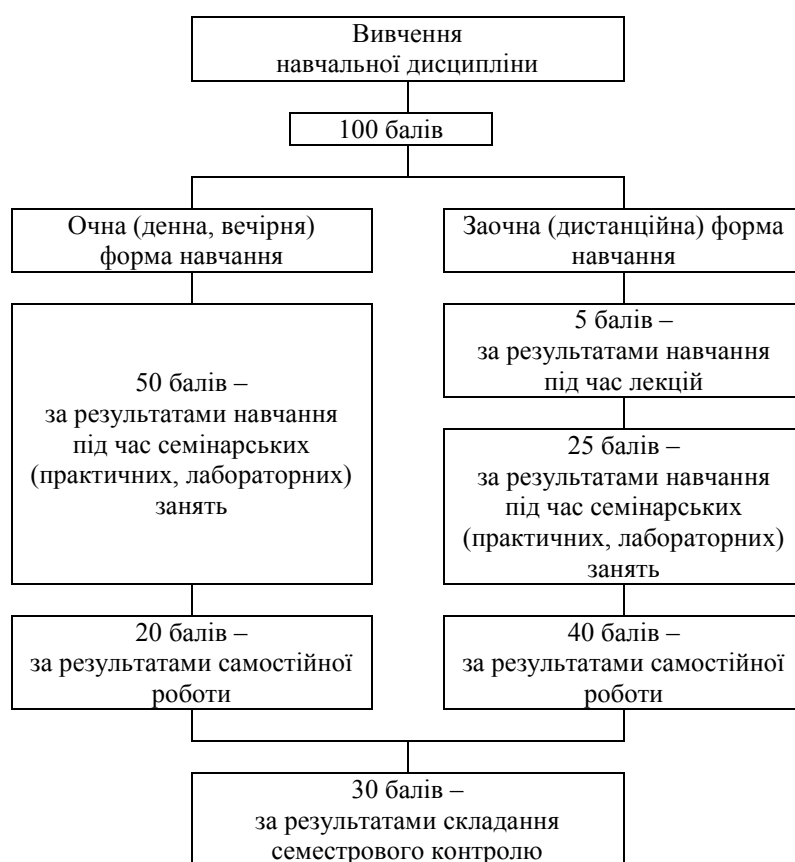 Вивчення
навчальної дисципліни
100 балів
Очна (денна, вечірня)
форма навчання
Заочна (дистанційна) форма
навчання
50 балів –
за результатами навчання
під час семінарських
(практичних, лабораторних)
занять
5 балів –
за результатами навчання
під час лекцій
25 балів –
за результатами навчання
під час семінарських
(практичних, лабораторних)
занять
20 балів –
за результатами самостійної
роботи
40 балів –
за результатами самостійної
роботи
30 балів –
за результатами складання
семестрового контролю